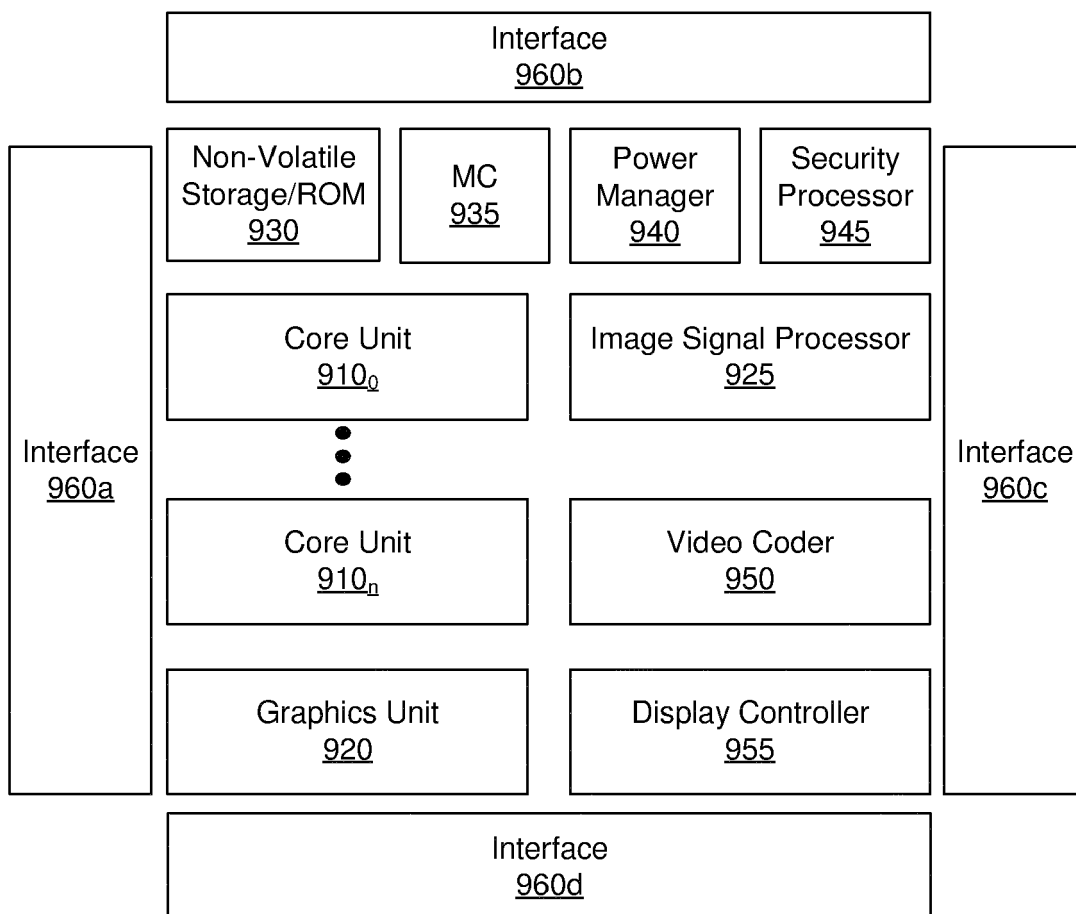 Interface
960b
Non-Volatile
Storage/ROM
930
MC
935
Power
Manager
940
Security
Processor
945
Interface
960a
Core Unit
910₀
Image Signal Processor
925
Interface
960c
Core Unit
910ₙ
Video Coder
950
Graphics Unit
920
Display Controller
955
Interface
960d